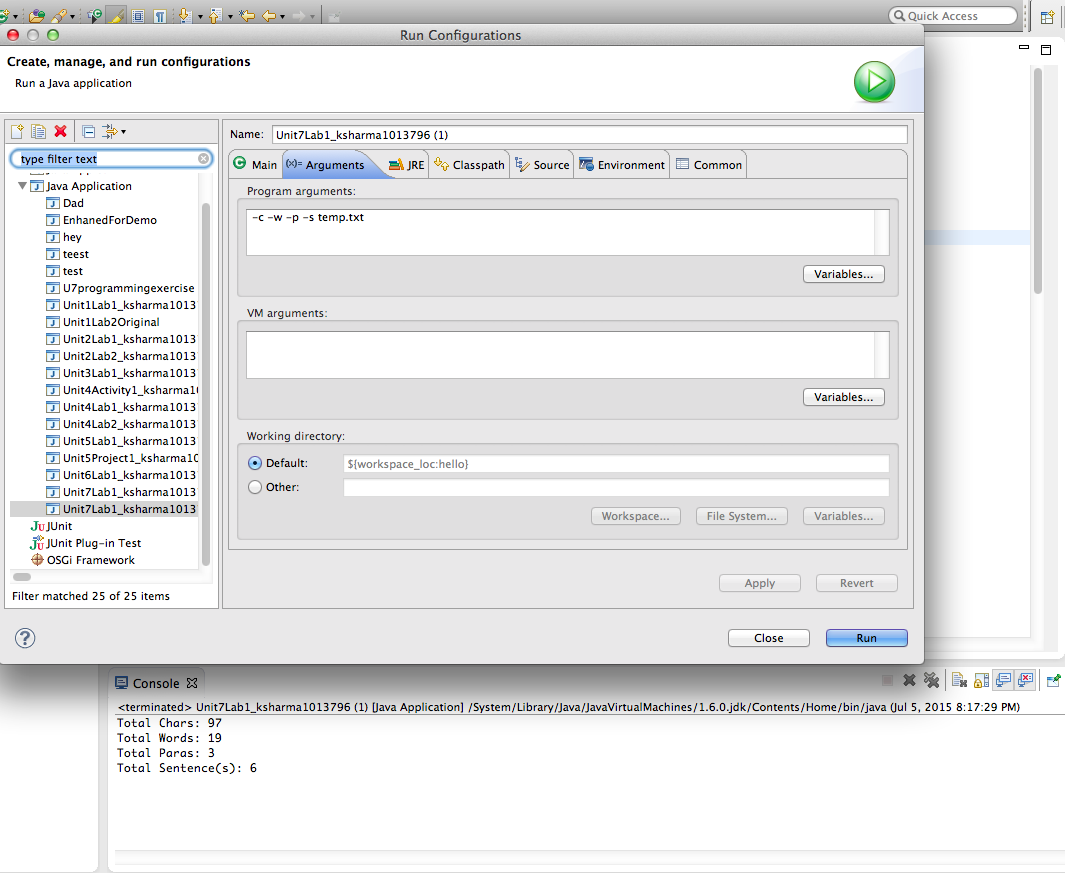 Quick Access
Run Configurations
Create, manage, and run configurations
Run a Java application
type filter text
Java Application
Dad
EnhanedForDemo
hey
teest
test
U7programmingexercise
Unit1Lab1_ksharma1013
Unit1Lab2Original
Unit2Lab1_ksharma1013
Unit2Lab2_ksharma1013
Unit3Lab1_ksharma1013
Unit4Activity1_ksharma1
Unit4Lab1_ksharma1013
Unit4Lab2_ksharma1013
Unit5Lab1_ksharma1013
Unit5Project1_ksharma10
Unit6Lab1_ksharma1013
Unit7Lab1_ksharma1013
Unit7Lab1_ksharma1013
JUnit
JUnit Plug-in Test
OSGi Framework
Filter matched 25 of 25 items
Name: Unit7Lab1_ksharma1013796 (1)
Main (x)= Arguments JRE Classpath Source Environment Common
Program arguments:
-c -w -p -s temp.txt
Variables...
VM arguments:
Variables...
Working directory:
Default: ${workspace_loc:hello}
Other:
Workspace... File System... Variables...
Apply Revert
? Close Run
Console
<terminated> Unit7Lab1_ksharma1013796 (1) [Java Application] /System/Library/Java/JavaVirtualMachines/1.6.0.jdk/Contents/Home/bin/java (Jul 5, 2015 8:17:29 PM)
Total Chars: 97
Total Words: 19
Total Paras: 3
Total Sentence(s): 6